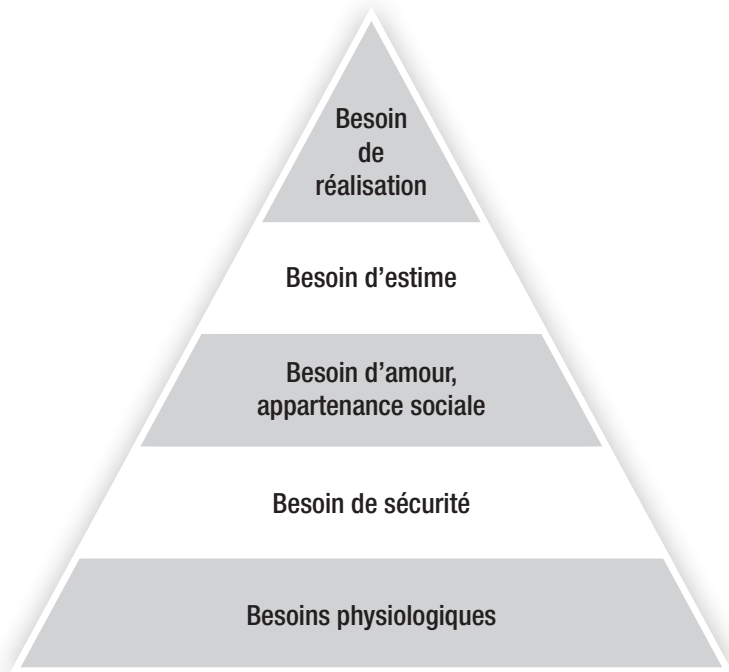 Besoin
de
réalisation
Besoin d’estime
Besoin d’amour,
appartenance sociale
Besoin de sécurité
Besoins physiologiques